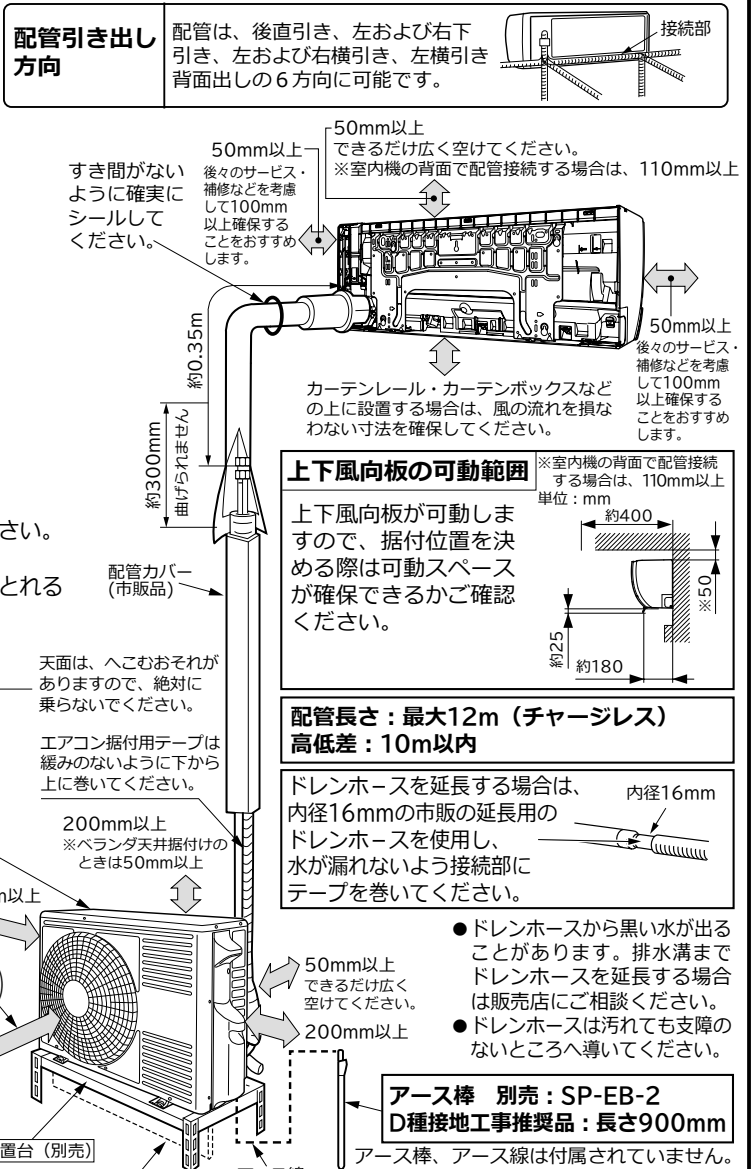 配管引き出し
方向
配管は、後直引き、左および右下
引き、左および右横引き、左横引き
背面出しの6方向に可能です。
接続部
50mm以上
できるだけ広く空けてください。
※室内機の背面で配管接続する場合は、110mm以上
50mm以上
後々のサービス・
補修などを考慮
して100mm
以上確保する
ことをおすすめ
します。
すき間がない
ように確実に
シールして
ください。
50mm以上
後々のサービス・
補修などを考慮
して100mm
以上確保する
ことをおすすめ
します。
約0.35m
約300mm
曲げられません
カーテンレール・カーテンボックスなど
の上に設置する場合は、風の流れを損な
わない寸法を確保してください。
上下風向板の可動範囲
※室内機の背面で配管接続
する場合は、110mm以上
単位：mm
上下風向板が可動しま
すので、据付位置を決
める際は可動スペース
が確保できるかご確認
ください。
約400
※50
約25
約180
さい。
とれる
配管カバー
(市販品)
天面は、へこむおそれが
ありますので、絶対に
乗らないでください。
エアコン据付用テープは
緩みのないように下から
上に巻いてください。
配管長さ：最大12m（チャージレス）
高低差：10m以内
ドレンホースを延長する場合は、
内径16mmの市販の延長用の
ドレンホースを使用し、
水が漏れないよう接続部に
テープを巻いてください。
内径16mm
200mm以上
※ベランダ天井据付けの
ときは50mm以上
m以上
50mm以上
できるだけ広く
空けてください。
200mm以上
●ドレンホースから黒い水が出る
ことがあります。排水溝まで
ドレンホースを延長する場合
は販売店にご相談ください。
●ドレンホースは汚れても支障の
ないところへ導いてください。
アース棒　別売：SP-EB-2
D種接地工事推奨品：長さ900mm
アース棒、アース線は付属されていません。
置台（別売）